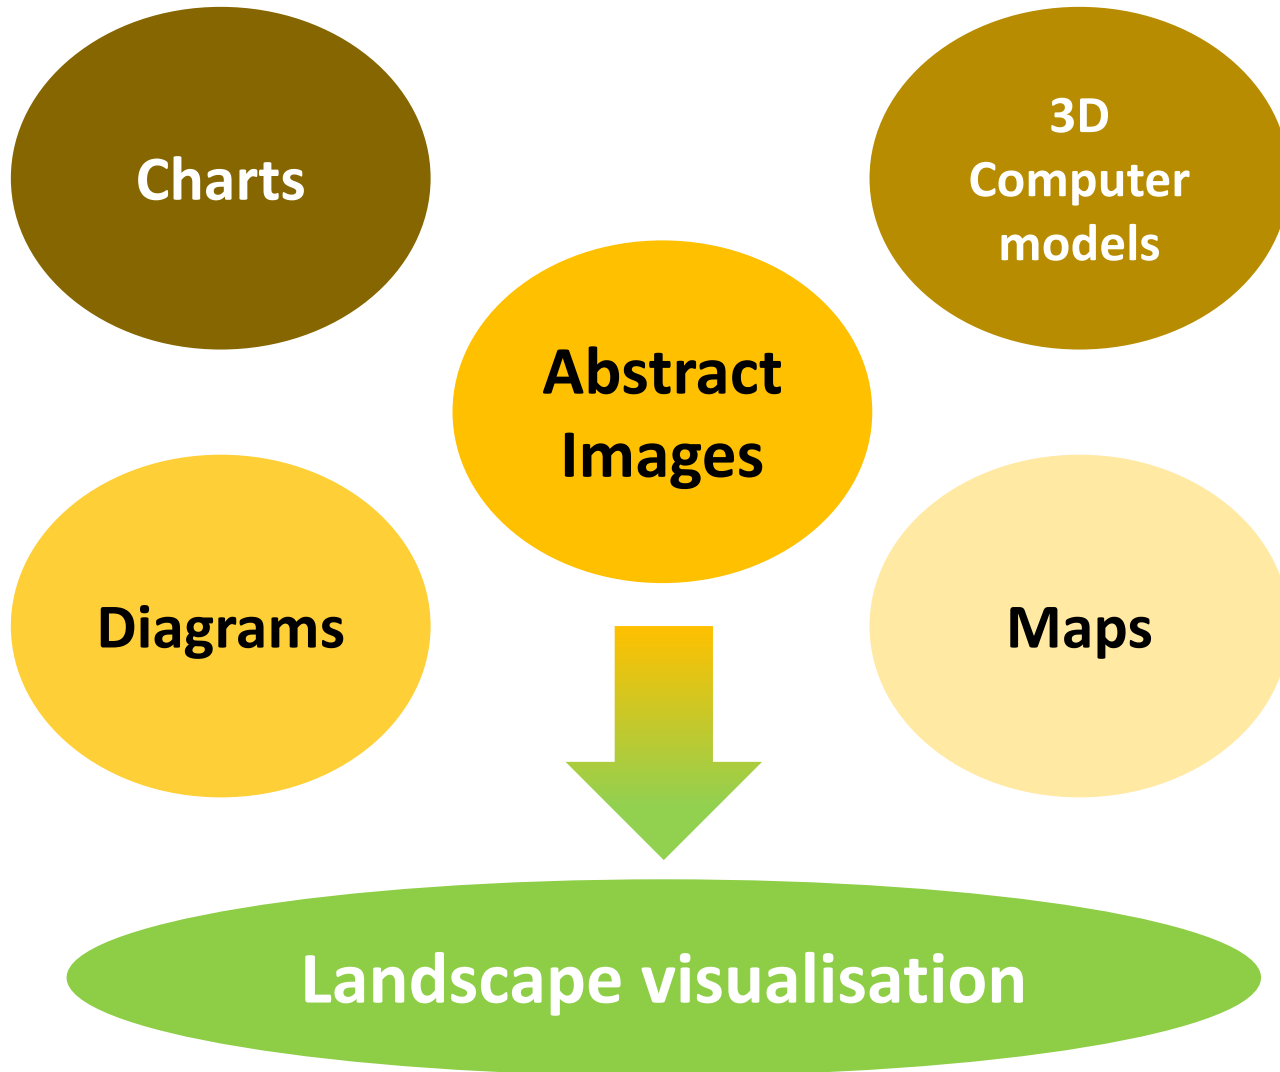 Charts
3D
Computer
models
Abstract
Images
Diagrams
Maps
Landscape visualisation